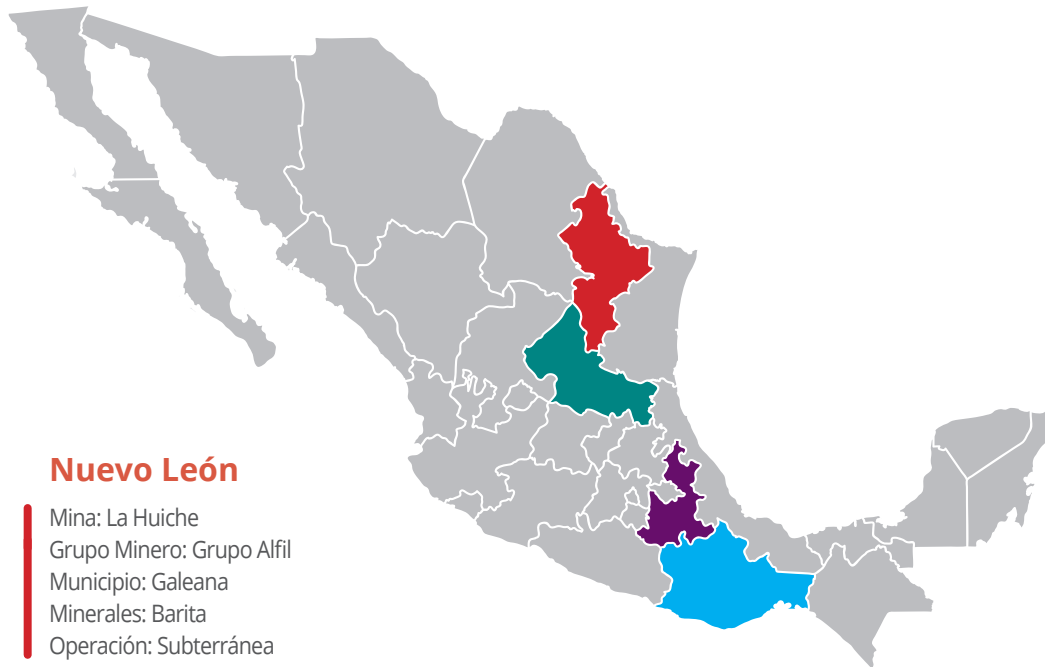 Nuevo León
Mina: La Huiche
Grupo Minero: Grupo Alfil
Municipio: Galeana
Minerales: Barita
Operación: Subterránea